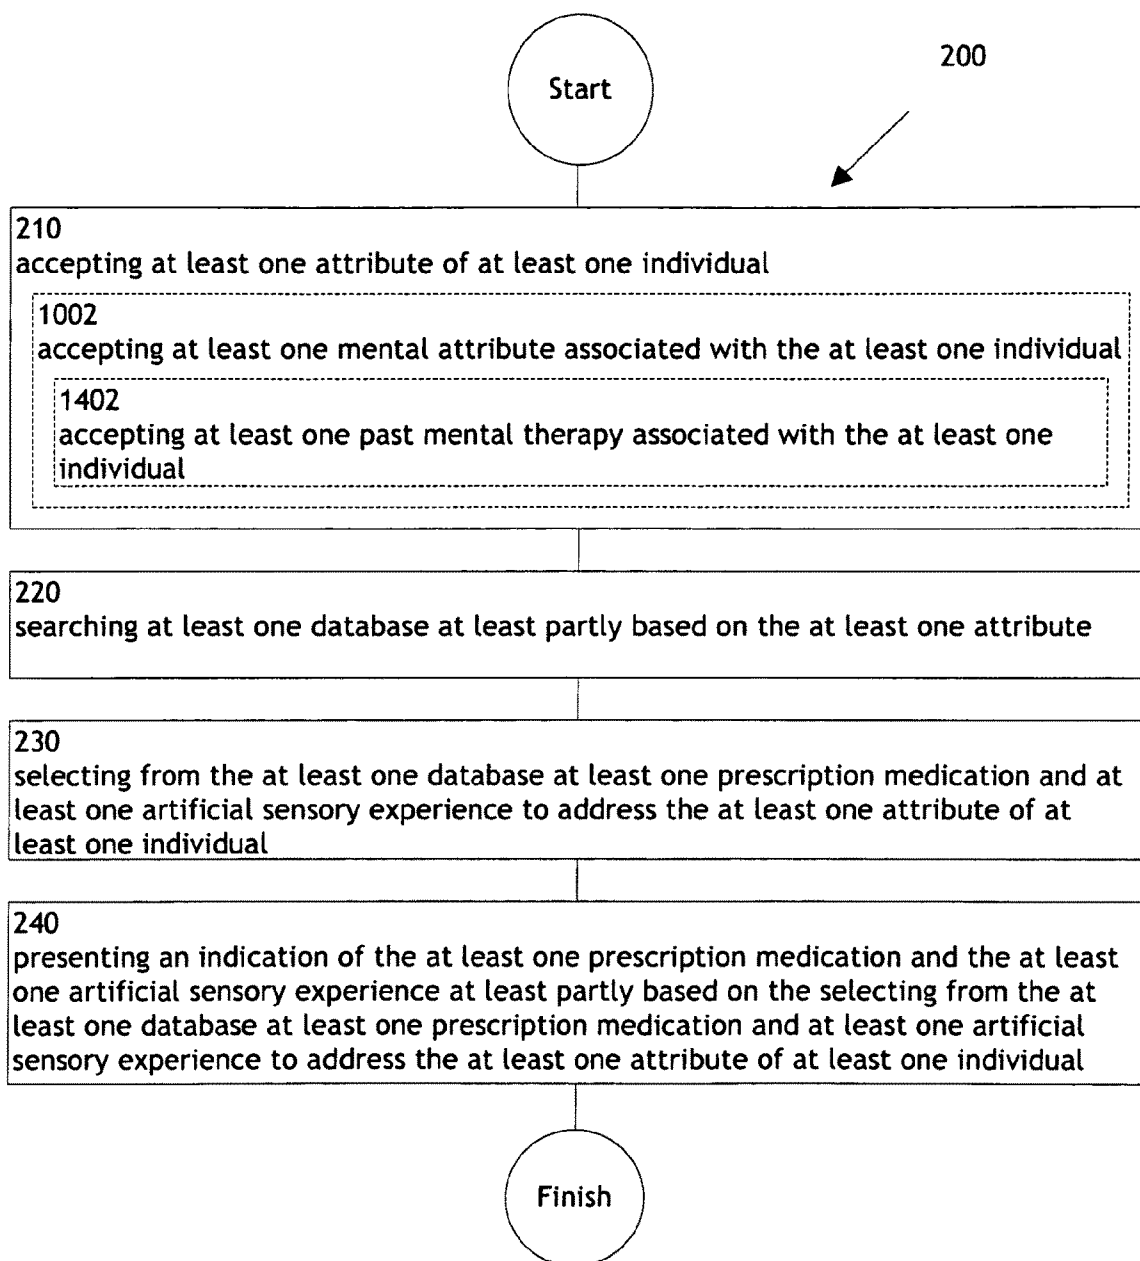 Start
200
210
accepting at least one attribute of at least one individual
1002
accepting at least one mental attribute associated with the at least one individual
1402
accepting at least one past mental therapy associated with the at least one
individual
220
searching at least one database at least partly based on the at least one attribute
230
selecting from the at least one database at least one prescription medication and at
least one artificial sensory experience to address the at least one attribute of at
least one individual
240
presenting an indication of the at least one prescription medication and the at least
one artificial sensory experience at least partly based on the selecting from the at
least one database at least one prescription medication and at least one artificial
sensory experience to address the at least one attribute of at least one individual
Finish